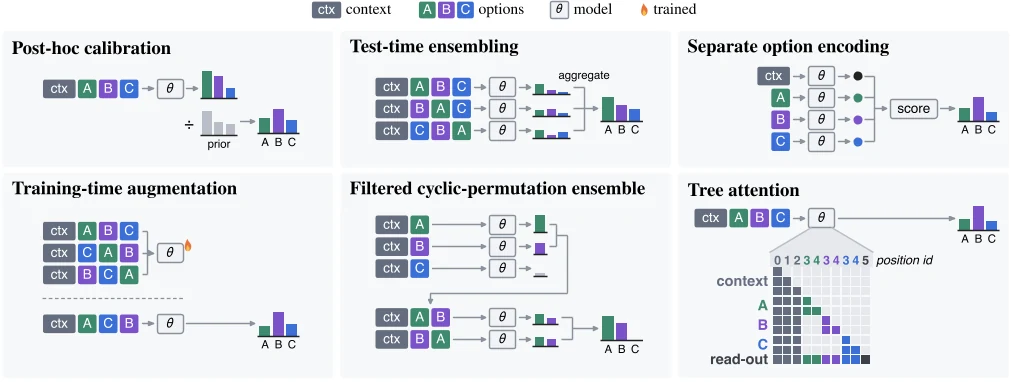 ctx context A B C options θ model trained
Post-hoc calibration
ctx A B C θ
÷
prior
A B C
Test-time ensembling
ctx A B C θ
aggregate
ctx B A C θ
ctx C B A θ
A B C
Separate option encoding
ctx θ
A θ
B θ
C θ
score
A B C
Training-time augmentation
ctx A B C
ctx C A B θ
ctx B C A
ctx A C B θ
A B C
Filtered cyclic-permutation ensemble
ctx A θ
ctx B θ
ctx C θ
ctx A B θ
ctx B A θ
A B C
Tree attention
ctx A B C θ
A B C
0 1 2 3 4 3 4 3 4 5 position id
context
A
B
C
read-out